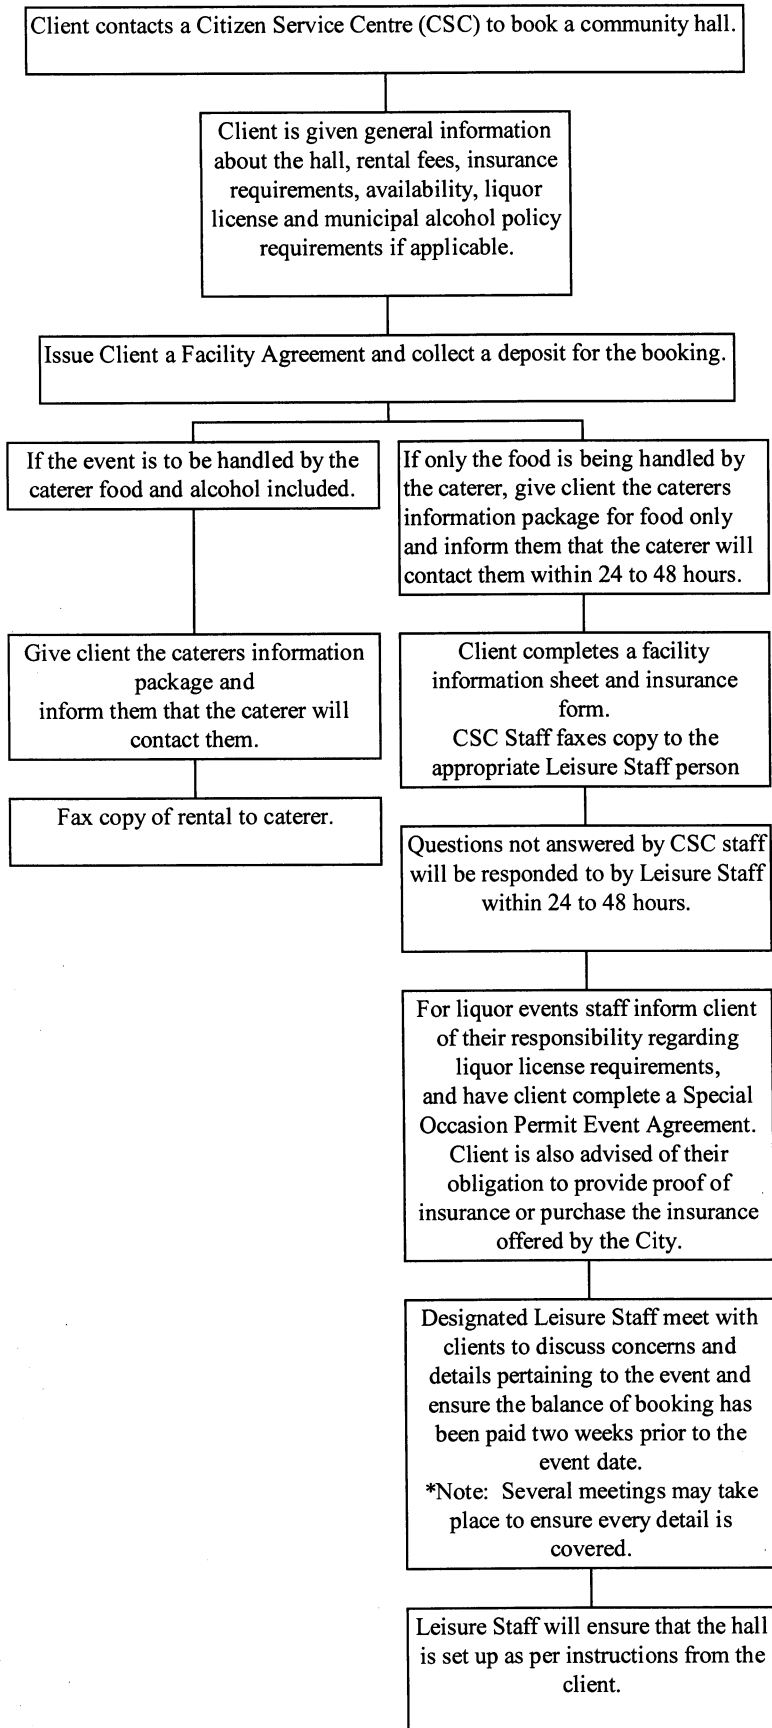 Client contacts a Citizen Service Centre (CSC) to book a community hall.
Client is given general information
about the hall, rental fees, insurance
requirements, availability, liquor
license and municipal alcohol policy
requirements if applicable.
Issue Client a Facility Agreement and collect a deposit for the booking.
If the event is to be handled by the
caterer food and alcohol included.
Give client the caterers information
package and
inform them that the caterer will
contact them.
Fax copy of rental to caterer.
If only the food is being handled by
the caterer, give client the caterers
information package for food only
and inform them that the caterer will
contact them within 24 to 48 hours.
Client completes a facility
information sheet and insurance
form.
CSC Staff faxes copy to the
appropriate Leisure Staff person
Questions not answered by CSC staff
will be responded to by Leisure Staff
within 24 to 48 hours.
For liquor events staff inform client
of their responsibility regarding
liquor license requirements,
and have client complete a Special
Occasion Permit Event Agreement.
Client is also advised of their
obligation to provide proof of
insurance or purchase the insurance
offered by the City.
Designated Leisure Staff meet with
clients to discuss concerns and
details pertaining to the event and
ensure the balance of booking has
been paid two weeks prior to the
event date.
*Note: Several meetings may take
place to ensure every detail is
covered.
Leisure Staff will ensure that the hall
is set up as per instructions from the
client.